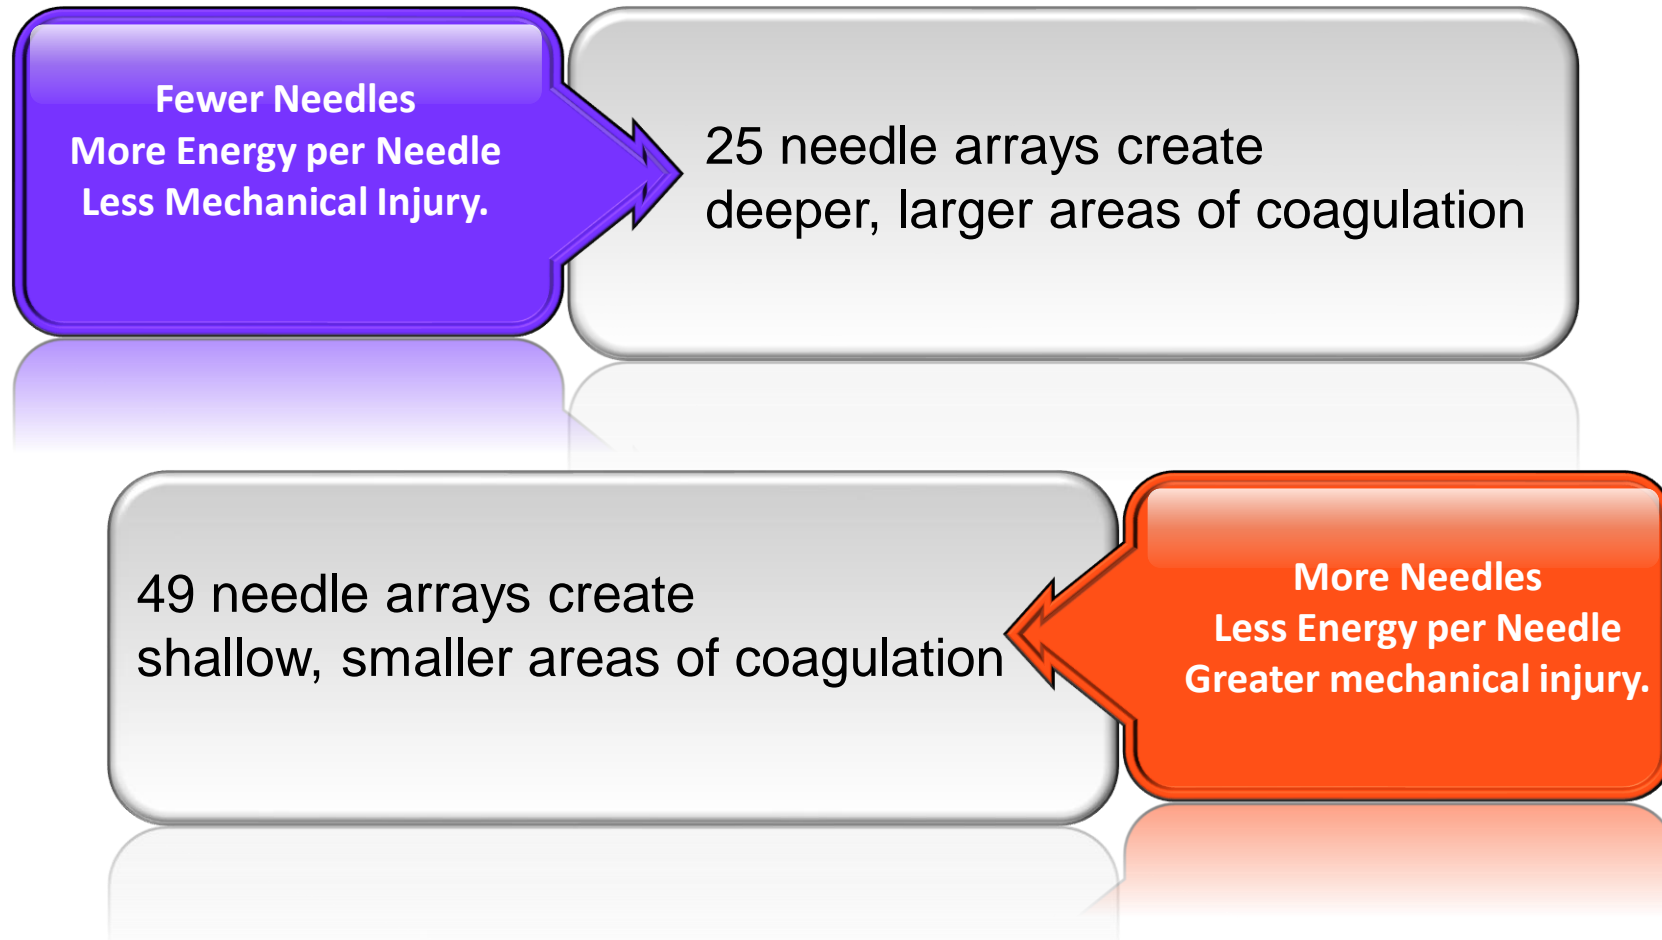 Fewer Needles
More Energy per Needle
Less Mechanical Injury.
25 needle arrays create
deeper, larger areas of coagulation
49 needle arrays create
shallow, smaller areas of coagulation
More Needles
Less Energy per Needle
Greater mechanical injury.